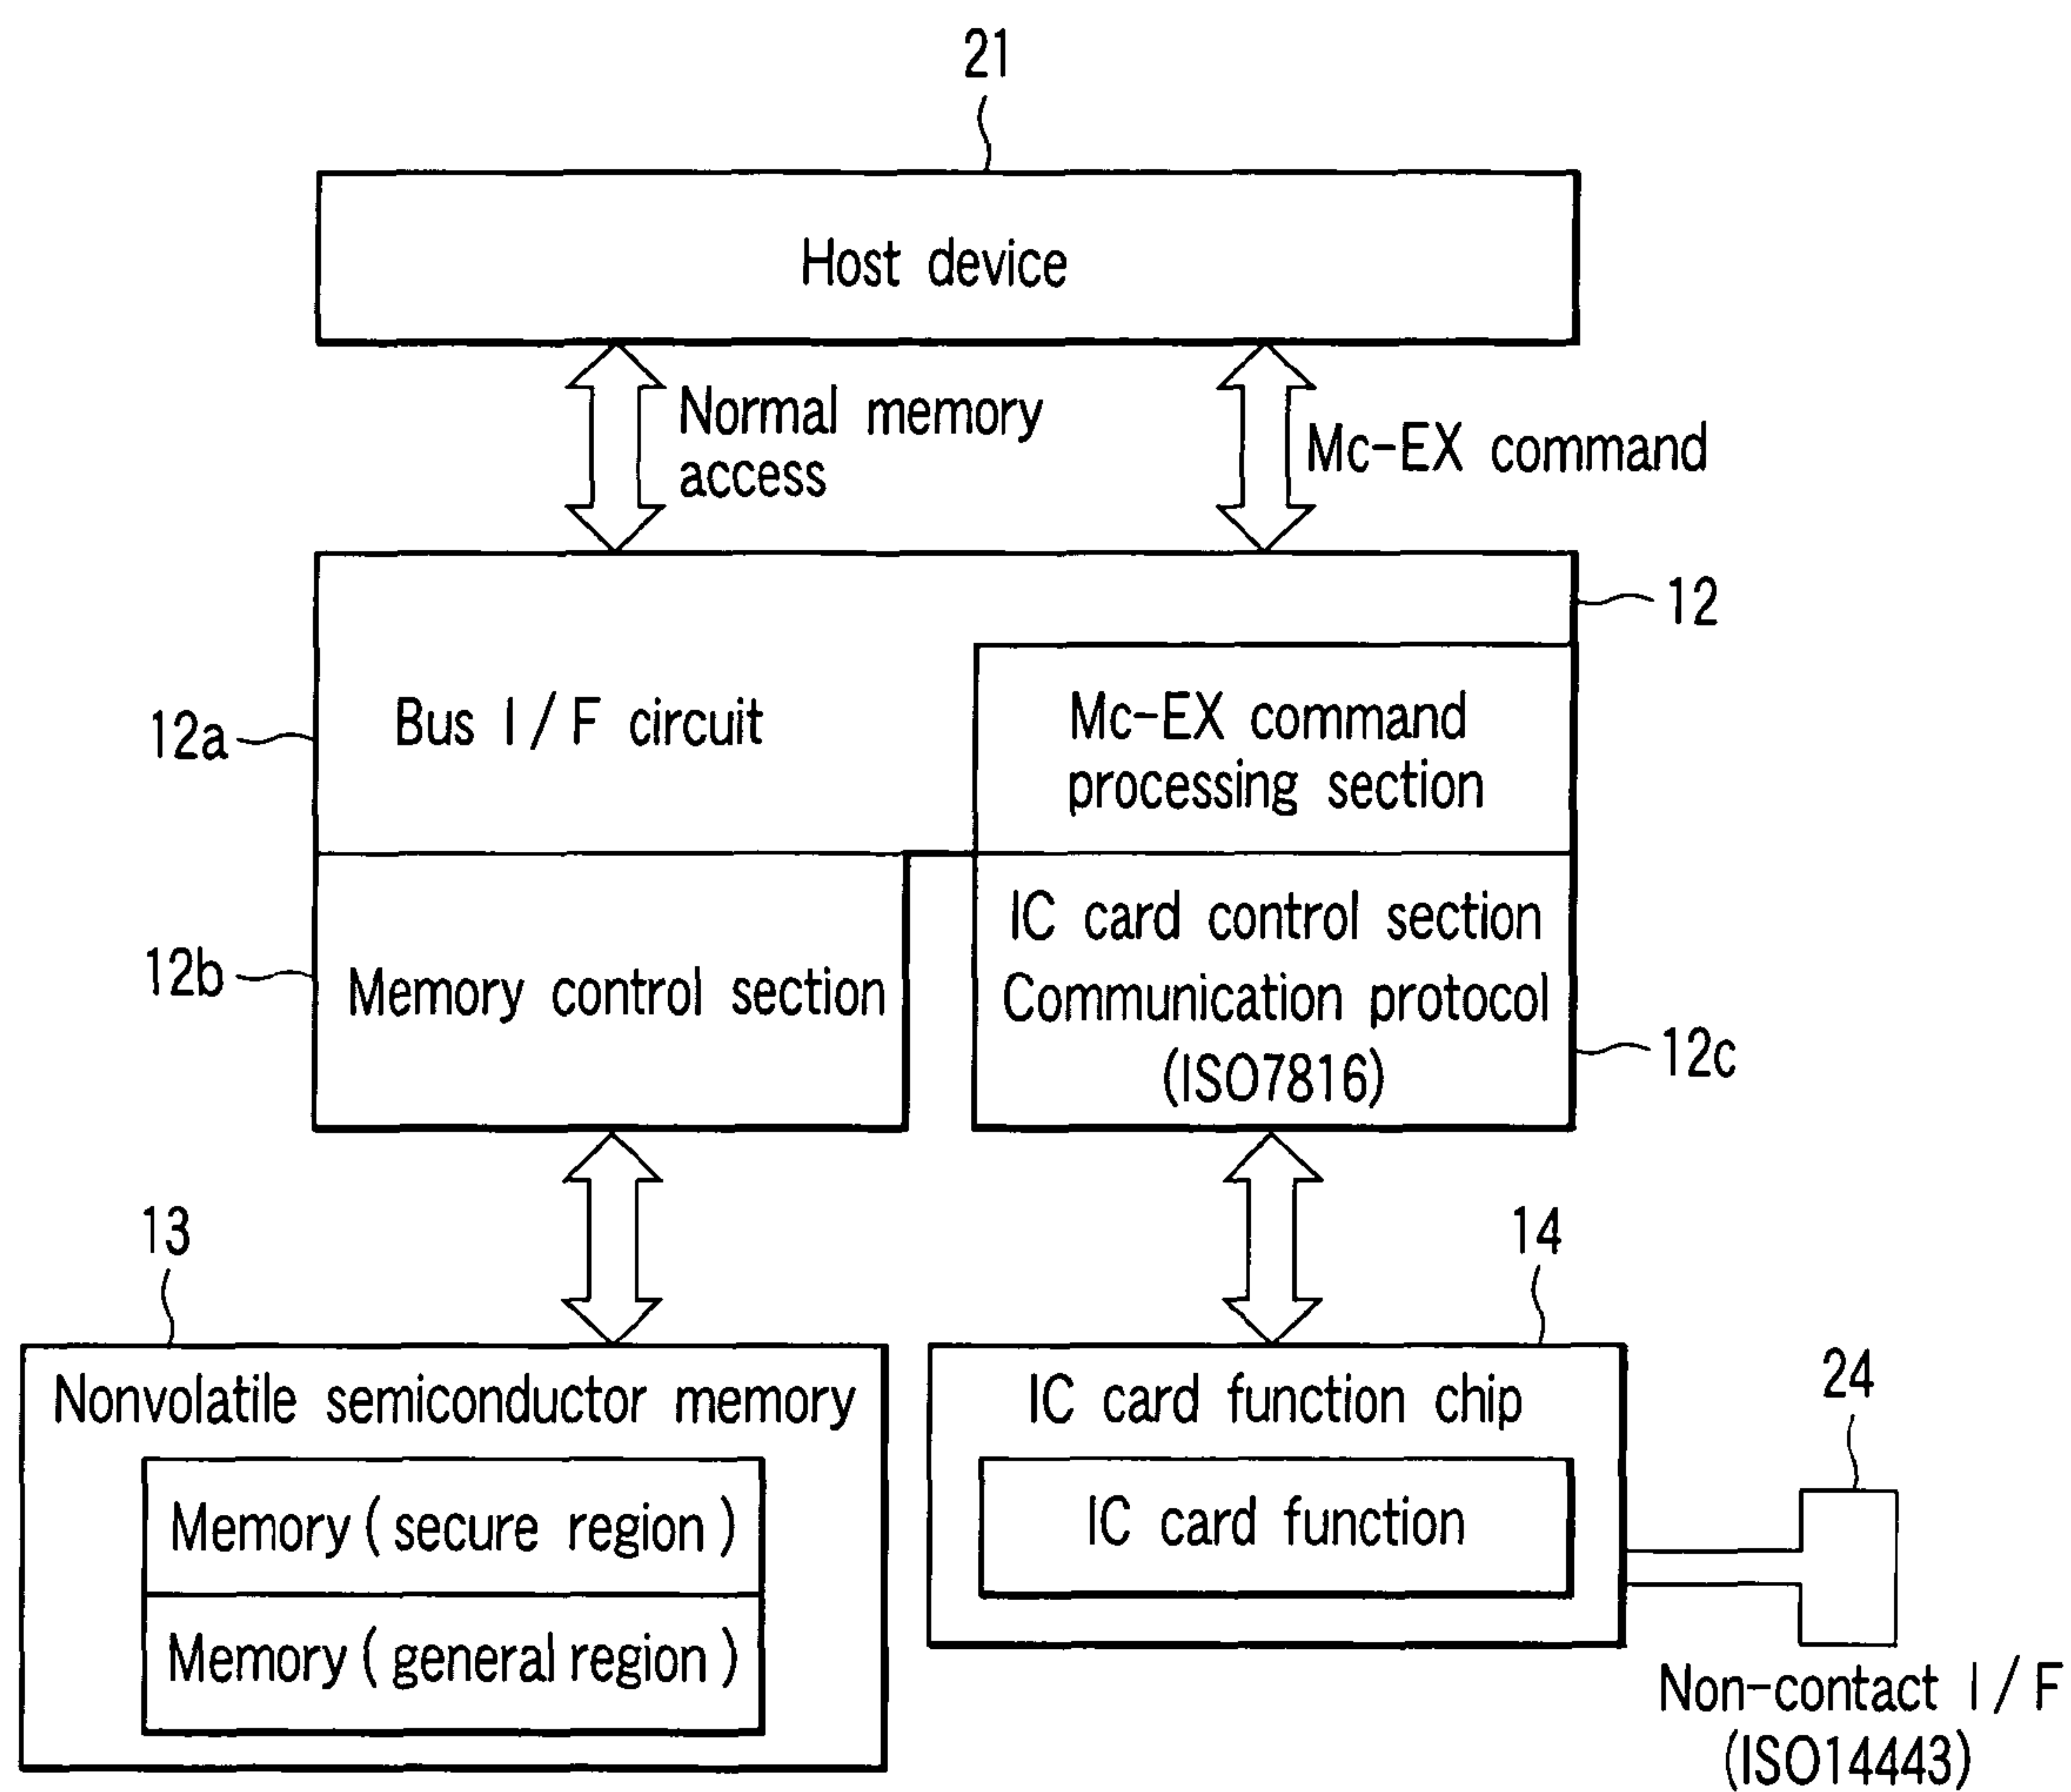 21
Host device
Normal memory
access
Mc-EX command
12
12a
Bus I/F circuit
Mc-EX command
processing section
12b
Memory control section
IC card control section
Communication protocol
(ISO7816)
12c
13
14
Nonvolatile semiconductor memory
Memory (secure region)
Memory (general region)
IC card function chip
IC card function
24
Non-contact I/F
(ISO14443)